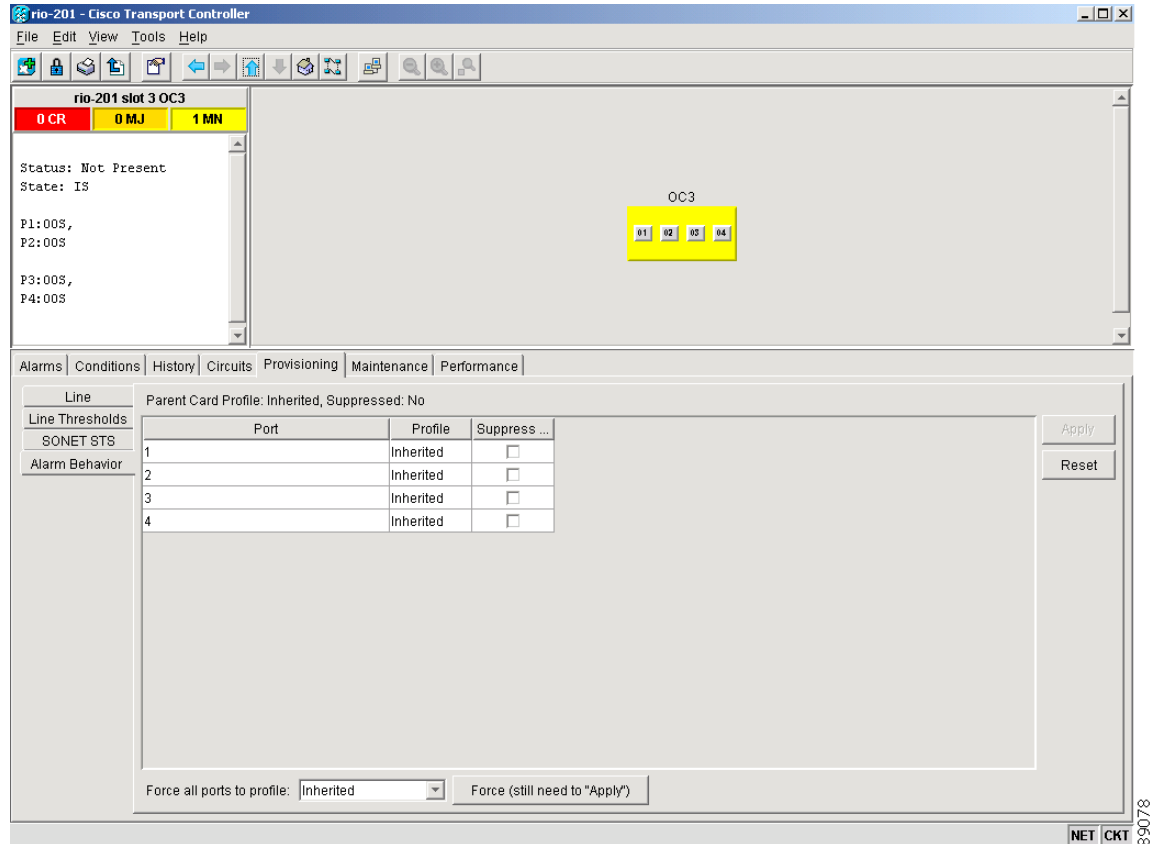 rio-201 - Cisco Transport Controller
File Edit View Tools Help
rio-201 slot 3 OC3
0 CR 0 MJ 1 MN
Status: Not Present
State: IS
P1:OOS,
P2:OOS
P3:OOS,
P4:OOS
OC3
01 02 03 04
Alarms Conditions History Circuits Provisioning Maintenance Performance
Line
Line Thresholds
SONET STS
Alarm Behavior
Parent Card Profile: Inherited, Suppressed: No
Port Profile Suppress ...
1 Inherited
2 Inherited
3 Inherited
4 Inherited
Apply
Reset
Force all ports to profile: Inherited Force (still need to "Apply")
NET CKT
89078